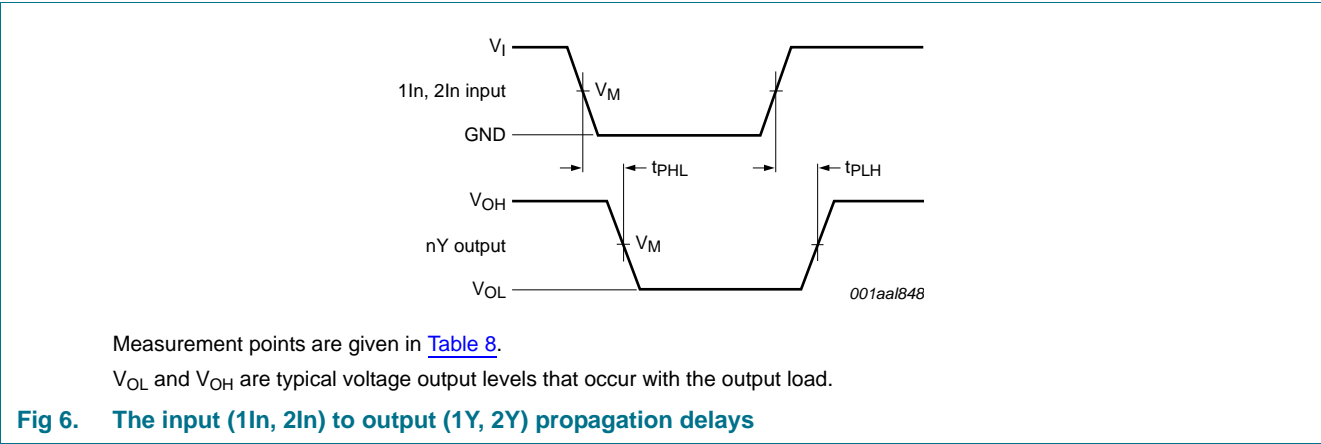 VI
1In, 2In input
VM
GND
tPHL
tPLH
VOH
nY output
VM
VOL
001aal848
Measurement points are given in Table 8.
VOL and VOH are typical voltage output levels that occur with the output load.
Fig 6. The input (1In, 2In) to output (1Y, 2Y) propagation delays